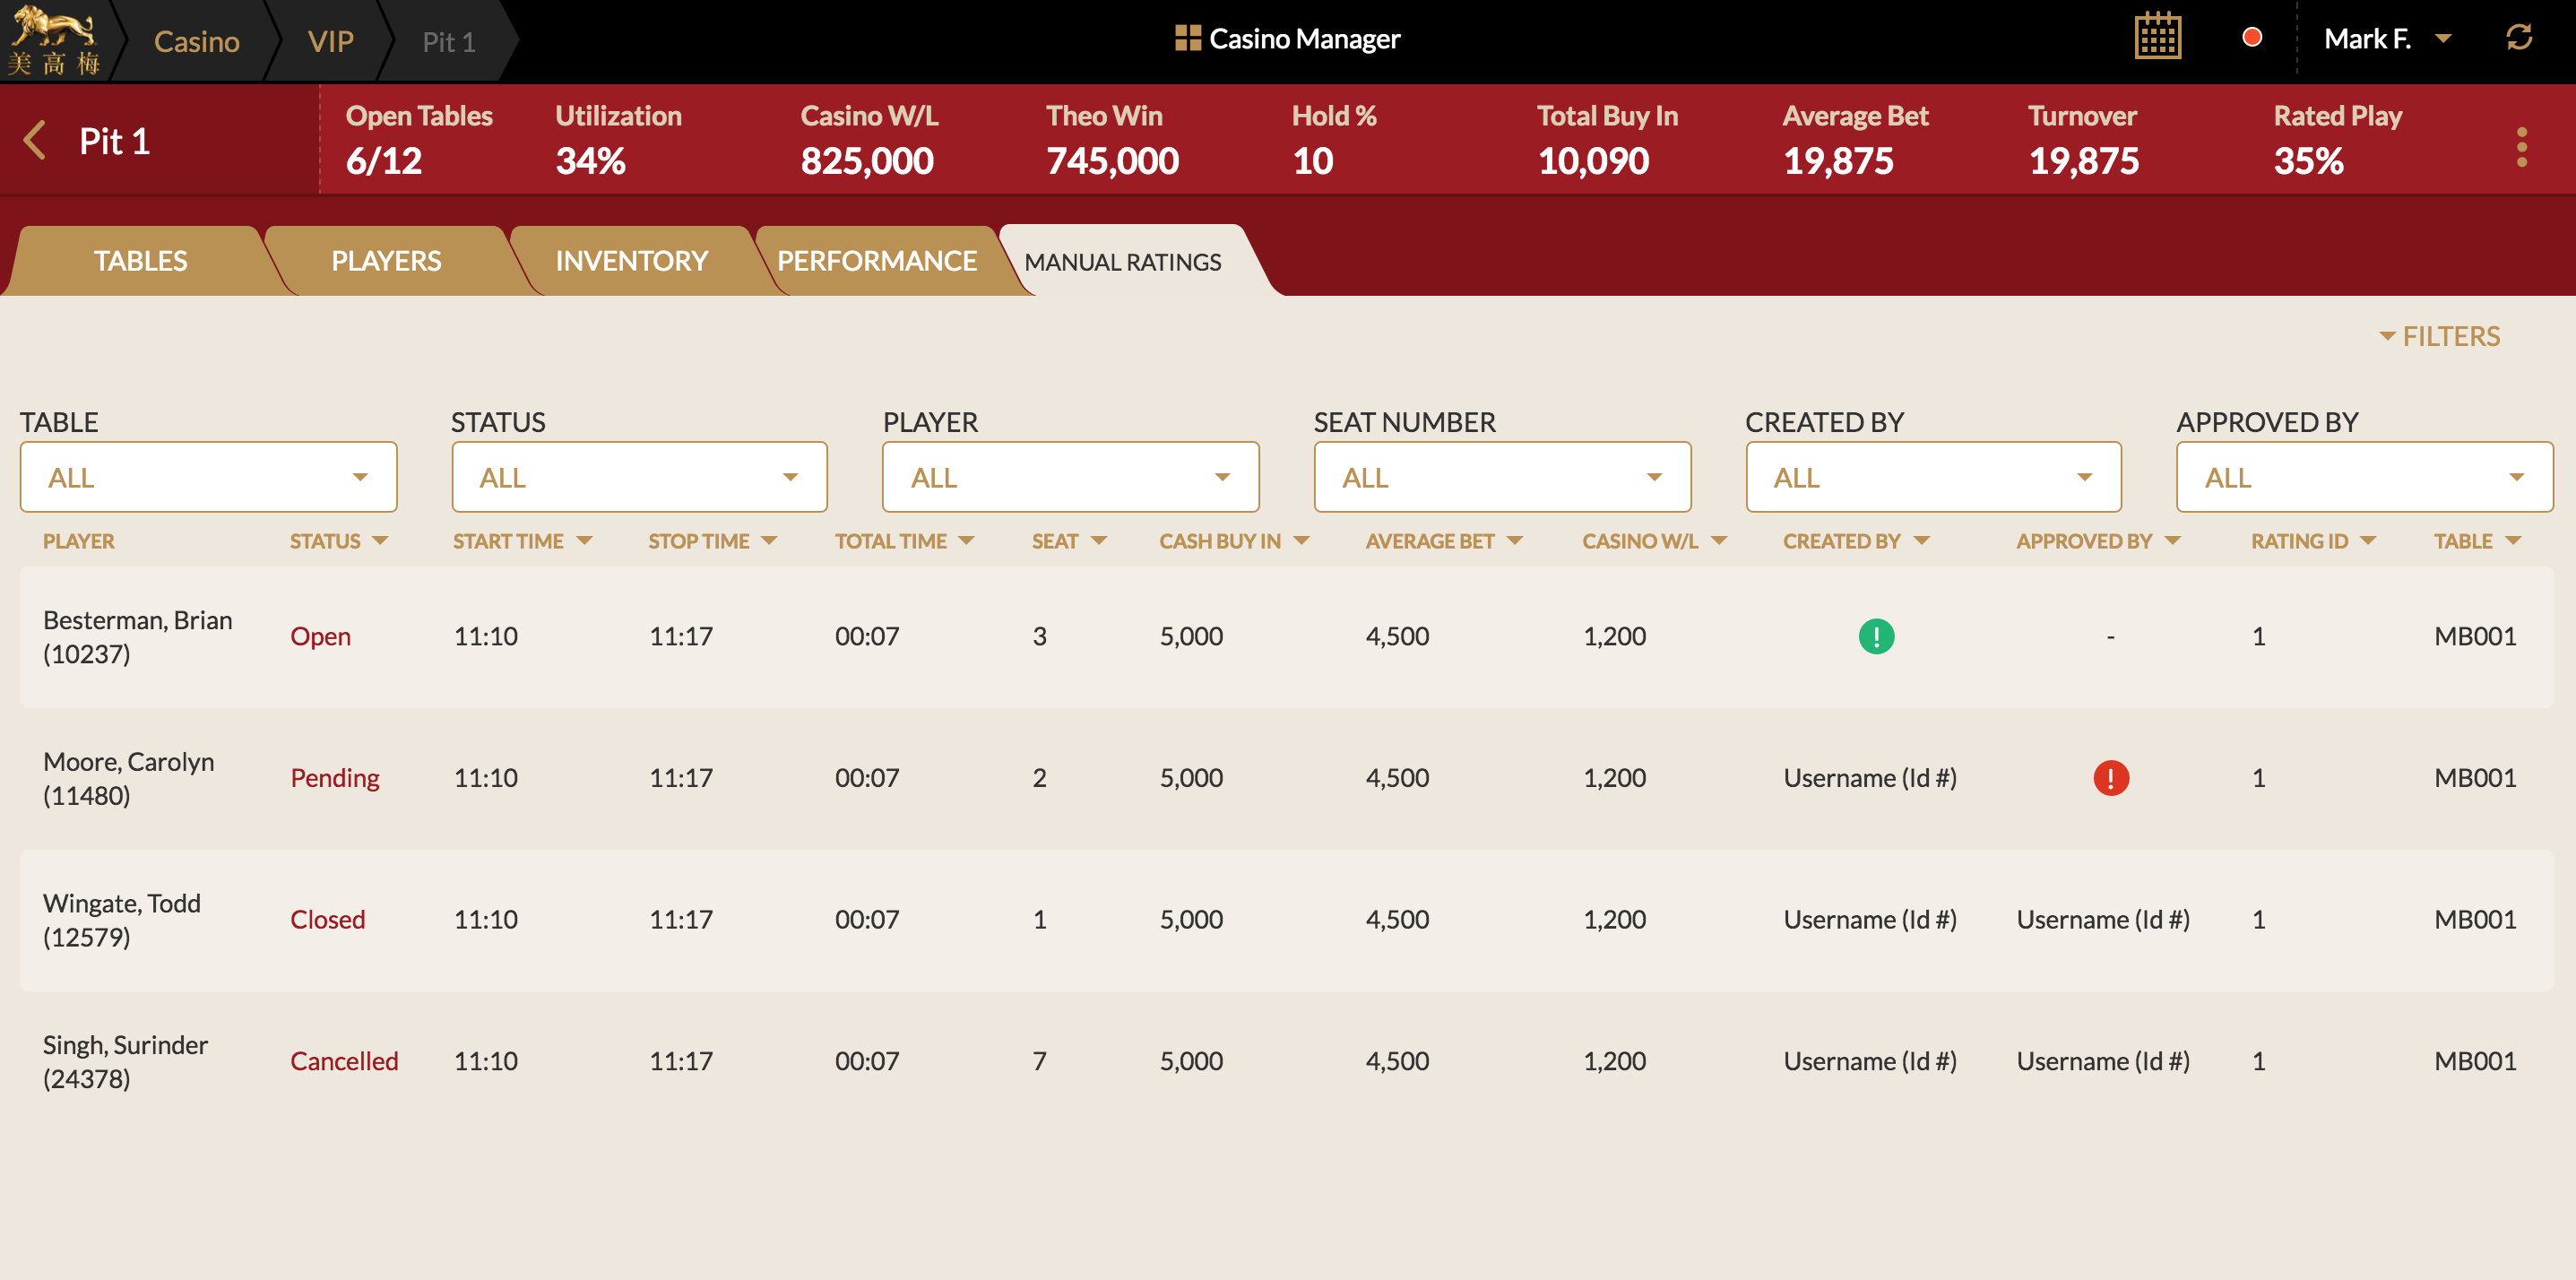 美高梅
Casino
VIP
Pit 1
Casino Manager
Mark F.
Pit 1
Open Tables
6/12
Utilization
34%
Casino W/L
825,000
Theo Win
745,000
Hold %
10
Total Buy In
10,090
Average Bet
19,875
Turnover
19,875
Rated Play
35%
TABLES
PLAYERS
INVENTORY
PERFORMANCE
MANUAL RATINGS
FILTERS
TABLE
ALL
STATUS
ALL
PLAYER
ALL
SEAT NUMBER
ALL
CREATED BY
ALL
APPROVED BY
ALL
PLAYER STATUS START TIME STOP TIME TOTAL TIME SEAT CASH BUY IN AVERAGE BET CASINO W/L CREATED BY APPROVED BY RATING ID TABLE
Besterman, Brian
(10237)
Open 11:10 11:17 00:07 3 5,000 4,500 1,200 ! - 1 MB001
Moore, Carolyn
(11480)
Pending 11:10 11:17 00:07 2 5,000 4,500 1,200 Username (Id #) ! 1 MB001
Wingate, Todd
(12579)
Closed 11:10 11:17 00:07 1 5,000 4,500 1,200 Username (Id #) Username (Id #) 1 MB001
Singh, Surinder
(24378)
Cancelled 11:10 11:17 00:07 7 5,000 4,500 1,200 Username (Id #) Username (Id #) 1 MB001